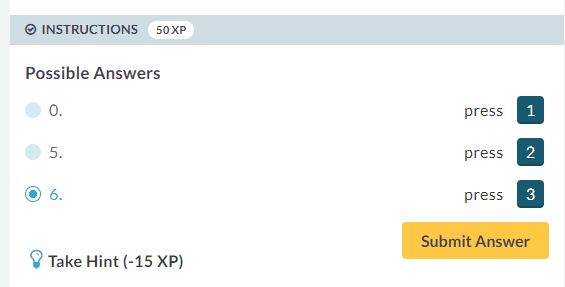 INSTRUCTIONS 50 XP
Possible Answers
0. press 1
5. press 2
6. press 3
Submit Answer
Take Hint (-15 XP)